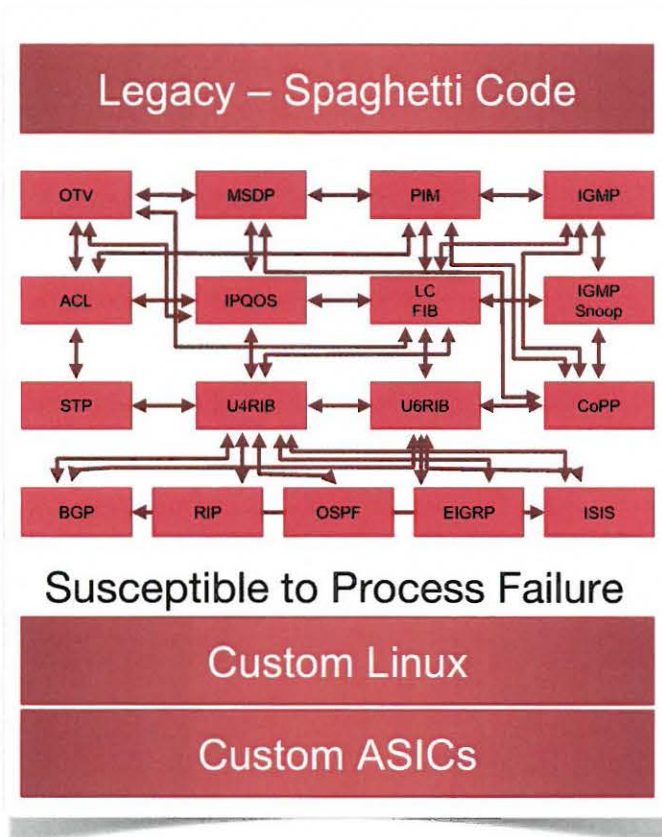 Legacy – Spaghetti Code
OTV MSDP PIM IGMP
ACL IPQOS LC FIB IGMP Snoop
STP U4RIB U6RIB CoPP
BGP RIP OSPF EIGRP ISIS
Susceptible to Process Failure
Custom Linux
Custom ASICs